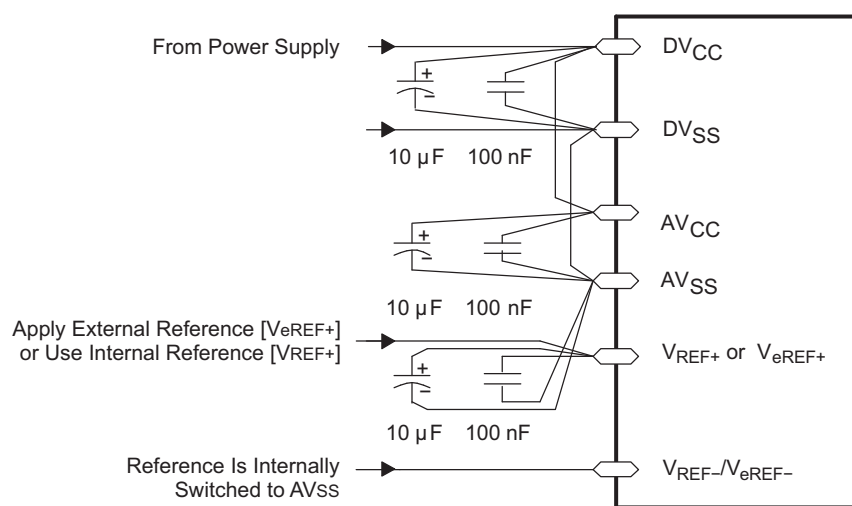 From Power Supply
DVCC
+
−
DVSS
10 µF 100 nF
AVCC
+
−
AVSS
10 µF 100 nF
Apply External Reference [VeREF+]
or Use Internal Reference [VREF+]
VREF+ or VeREF+
+
−
10 µF 100 nF
Reference Is Internally
Switched to AVSS
VREF−/VeREF−